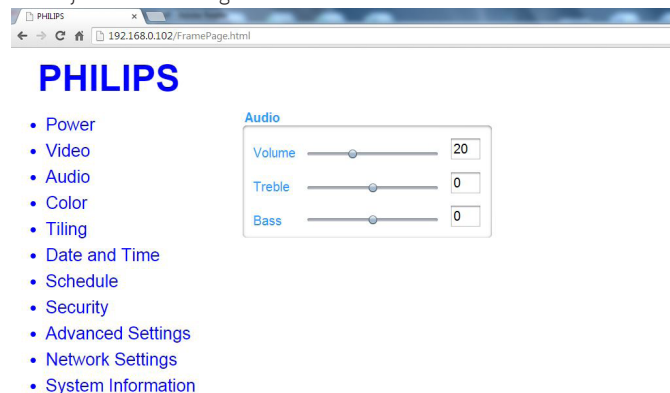 PHILIPS
192.168.0.102/FramePage.html
PHILIPS
• Power
• Video
• Audio
• Color
• Tiling
• Date and Time
• Schedule
• Security
• Advanced Settings
• Network Settings
• System Information
Audio
Volume 20
Treble 0
Bass 0